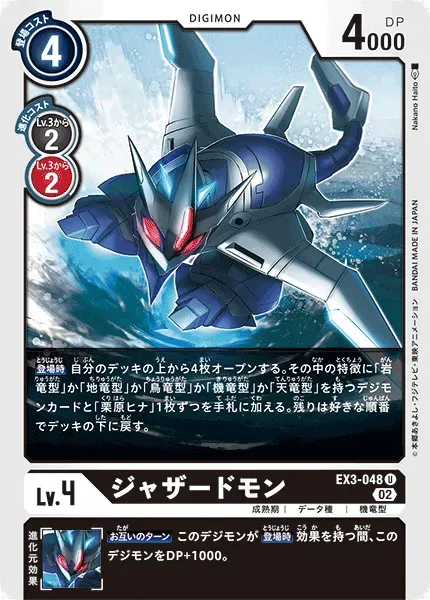 登場コスト
4
DIGIMON
DP
4000
進化コスト
Lv.3から
2
Lv.3から
2
Nakano Haito
BANDAI MADE IN JAPAN
©本郷あきよし・フジテレビ・東映アニメーション
登場時 自分のデッキの上から4枚オープンする。その中の特徴に「岩
竜型」か「地竜型」か「鳥竜型」か「機竜型」か「天竜型」を持つデジモ
ンカードと「栗原ヒナ」1枚ずつを手札に加える。残りは好きな順番
でデッキの下に戻す。
Lv.4
ジャザードモン
EX3-048 U
02
成熟期 | データ種 | 機竜型
進化元効果
お互いのターン このデジモンが 登場時 効果を持つ間、この
デジモンをDP+1000。